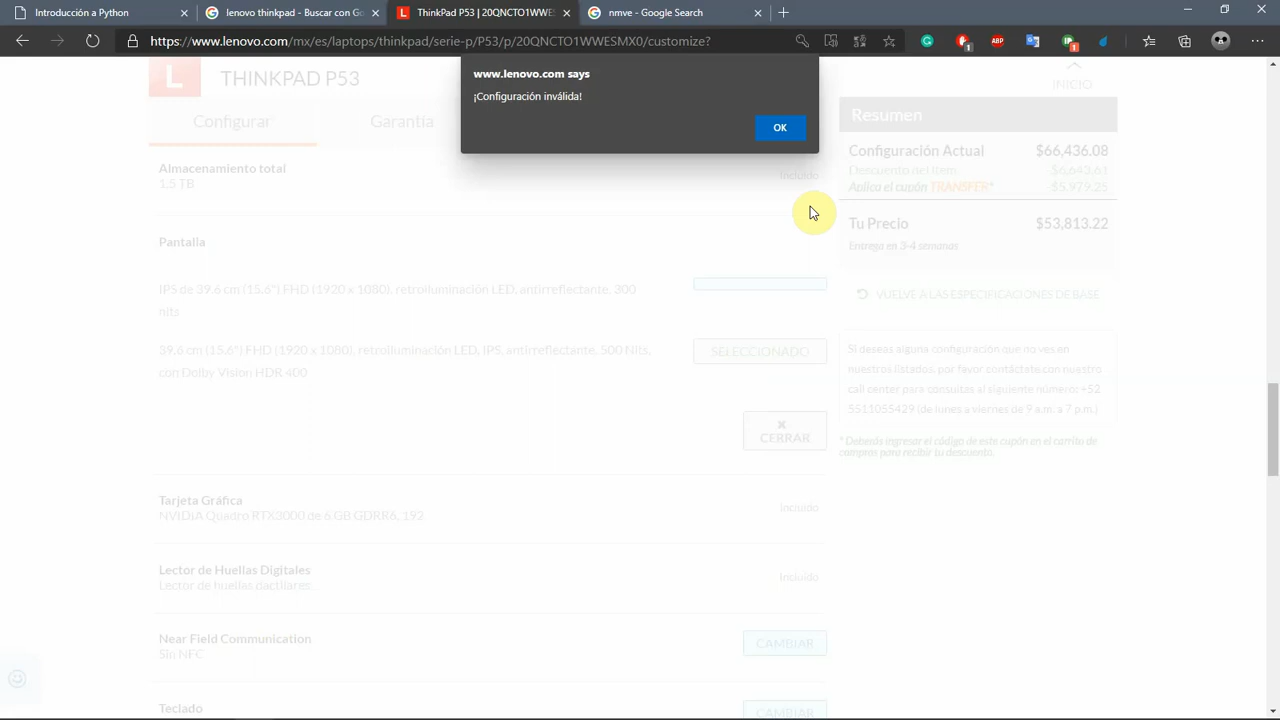 Introducción a Python
lenovo - Buscar con Google
ThinkPad P53 | 20QNCTO1WWES
nmve - Google Search
https://www.lenovo.com/mx/es/laptop/thinkpad/serie-p/P53/p/20QNCTO1WWESMX0/customize?
www.lenovo.com says
¡Configuración inválida!
OK
L
THINKPAD P53
INICIO
Configurar
Garantía
Almacenamiento total
1.5 TB
Incluido
Pantalla
IPS de 39.6 cm (15.6") FHD (1920 x 1080), retroiluminación LED, antirreflectante, 300
nits
39.6 cm (15.6") FHD (1920 x 1080), retroiluminación LED, IPS, antirreflectante, 500 Nits,
con Dolby Vision HDR 400
SELECCIONADO
CERRAR
Tarjeta Gráfica
NVIDIA Quadro RTX3000 de 6 GB GDRR6, 192
Incluido
Lector de Huellas Digitales
Lector de huellas dactilares
Incluido
Near Field Communication
Sin NFC
CAMBIAR
Teclado
CAMBIAR
Resumen
Configuración Actual $66,436.08
Descuento del Item $6,643.61
Aplica el cupón TRANSFER* $5,979.25
Tu Precio $53,813.22
Entrega en 3-4 semanas
VUELVE A LAS ESPECIFICACIONES DE BASE
Si deseas alguna configuración que no ves en
nuestros listados, por favor contáctate con nuestro
call center para consultas al siguiente número: +52
5511055429 (de lunes a viernes de 9 a.m. a 7 p.m.)
* Deberás ingresar el código de este cupón en el carrito de
compras para recibir tu descuento.